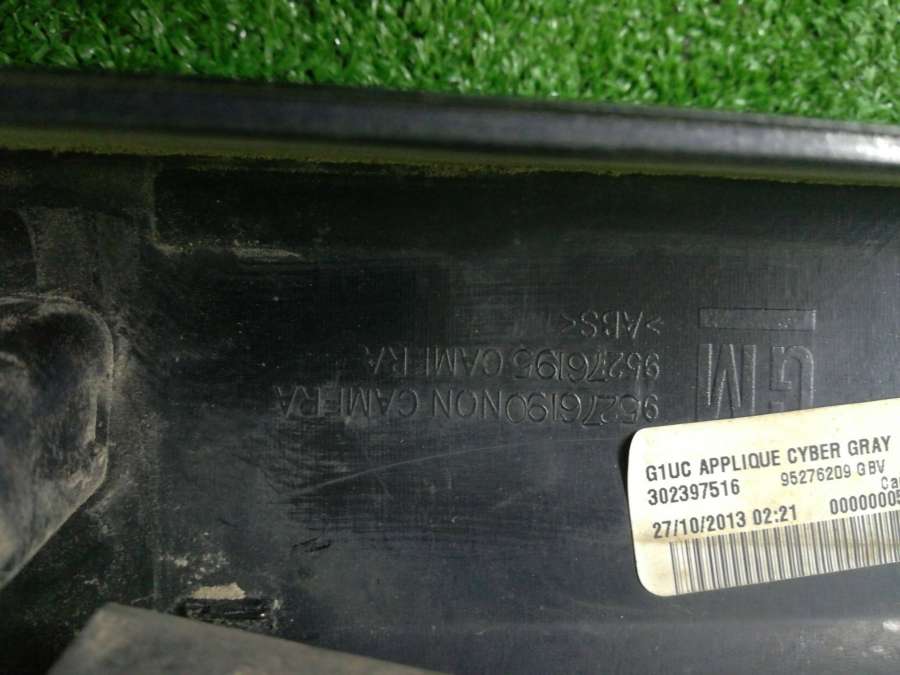 GM
95276190 NON CAMERA
95276195 CAMERA
>ABS<
G1UC APPLIQUE CYBER GRAY
302397516 95276209 GBV
27/10/2013 02:21